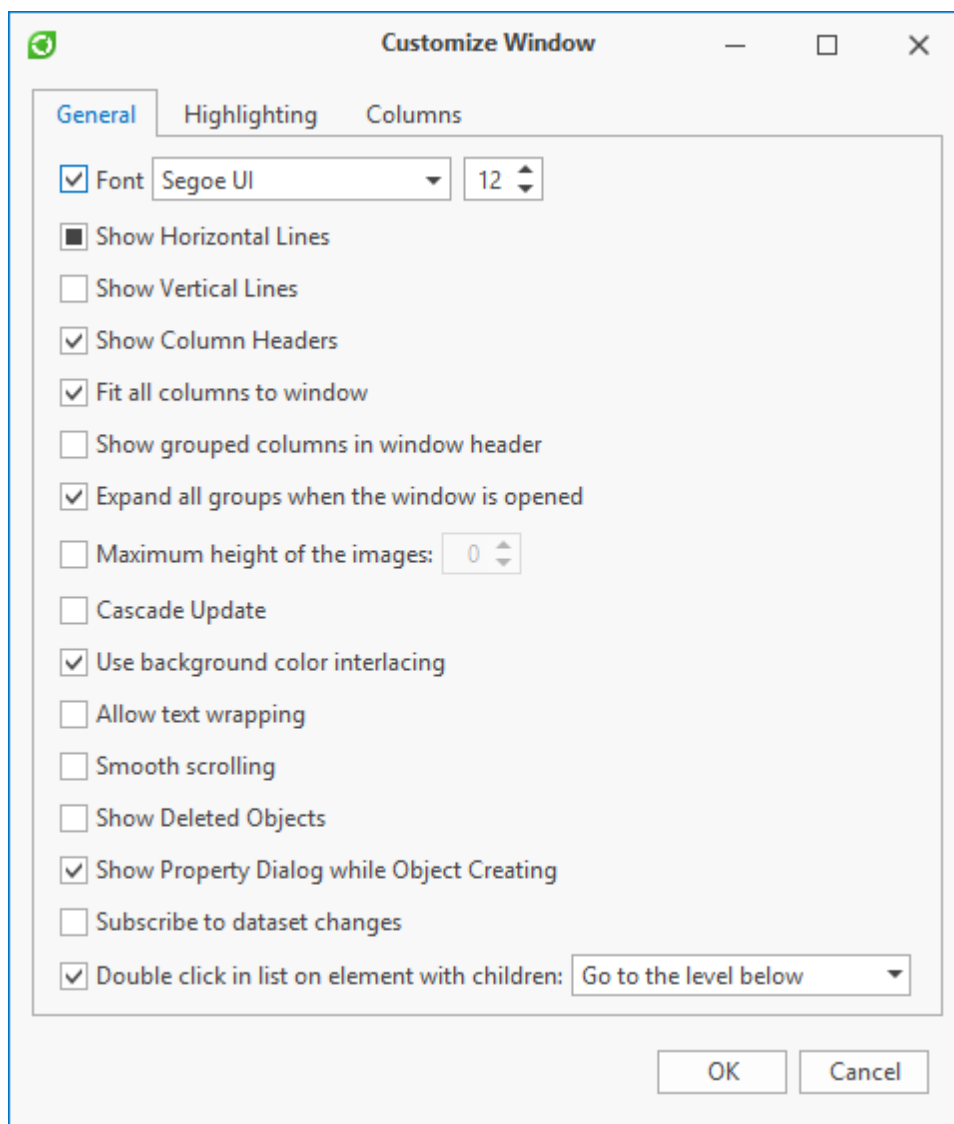 Customize Window
General Highlighting Columns
Font Segoe UI 12
Show Horizontal Lines
Show Vertical Lines
Show Column Headers
Fit all columns to window
Show grouped columns in window header
Expand all groups when the window is opened
Maximum height of the images: 0
Cascade Update
Use background color interlacing
Allow text wrapping
Smooth scrolling
Show Deleted Objects
Show Property Dialog while Object Creating
Subscribe to dataset changes
Double click in list on element with children: Go to the level below
OK Cancel